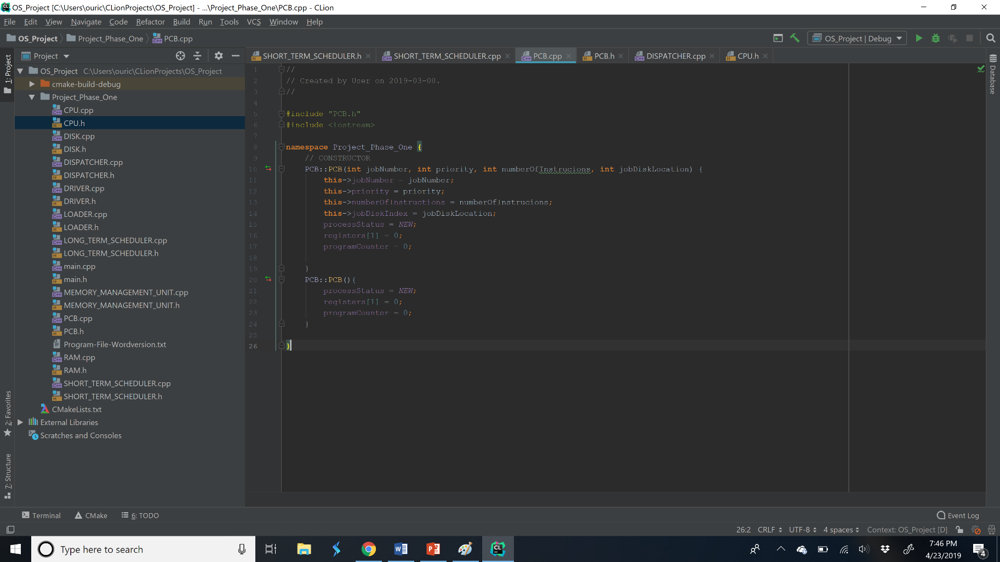 OS_Project [C:\Users\ouric\CLionProjects\OS_Project] - ...\Project_Phase_One\PCB.cpp - CLion
File Edit View Navigate Code Refactor Build Run Tools VCS Window Help
OS_Project Project_Phase_One PCB.cpp
OS_Project | Debug
Project
SHORT_TERM_SCHEDULER.h SHORT_TERM_SCHEDULER.cpp PCB.cpp PCB.h DISPATCHER.cpp CPU.h
1: Project
2: Favorites
7: Structure
Database
OS_Project C:\Users\ouric\CLionProjects\OS_Project
cmake-build-debug
Project_Phase_One
CPU.cpp
CPU.h
DISK.cpp
DISK.h
DISPATCHER.cpp
DISPATCHER.h
DRIVER.cpp
DRIVER.h
LOADER.cpp
LOADER.h
LONG_TERM_SCHEDULER.cpp
LONG_TERM_SCHEDULER.h
main.cpp
main.h
MEMORY_MANAGEMENT_UNIT.cpp
MEMORY_MANAGEMENT_UNIT.h
PCB.cpp
PCB.h
Program-File-Wordversion.txt
RAM.cpp
RAM.h
SHORT_TERM_SCHEDULER.cpp
SHORT_TERM_SCHEDULER.h
CMakeLists.txt
External Libraries
Scratches and Consoles
1 //
2 // Created by User on 2019-03-08.
3 //
4
5 #include "PCB.h"
6 #include <iostream>
7
8 namespace Project_Phase_One {
9 // CONSTRUCTOR
10 PCB::PCB(int jobNumber, int priority, int numberOfInstrucions, int jobDiskLocation) {
11 this->jobNumber = jobNumber;
12 this->priority = priority;
13 this->numberOfInstructions = numberOfInstrucions;
14 this->jobDiskIndex = jobDiskLocation;
15 processStatus = NEW;
16 registers[1] = 0;
17 programCounter = 0;
18
19 }
20 PCB::PCB(){
21 processStatus = NEW;
22 registers[1] = 0;
23 programCounter = 0;
24 }
25
26 }
Terminal CMake 6: TODO Event Log
26:2 CRLF UTF-8 4 spaces Context: OS_Project [D]
Type here to search
7:46 PM
4/23/2019
4